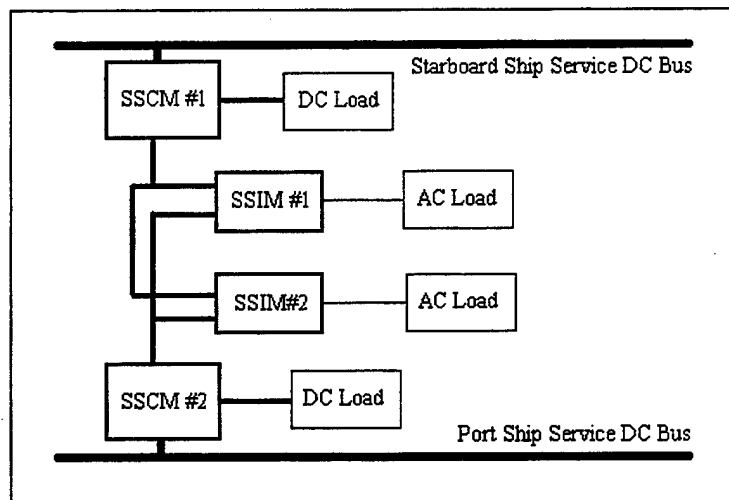 Starboard Ship Service DC Bus
SSCM #1
DC Load
SSIM #1
AC Load
SSIM#2
AC Load
SSCM #2
DC Load
Port Ship Service DC Bus